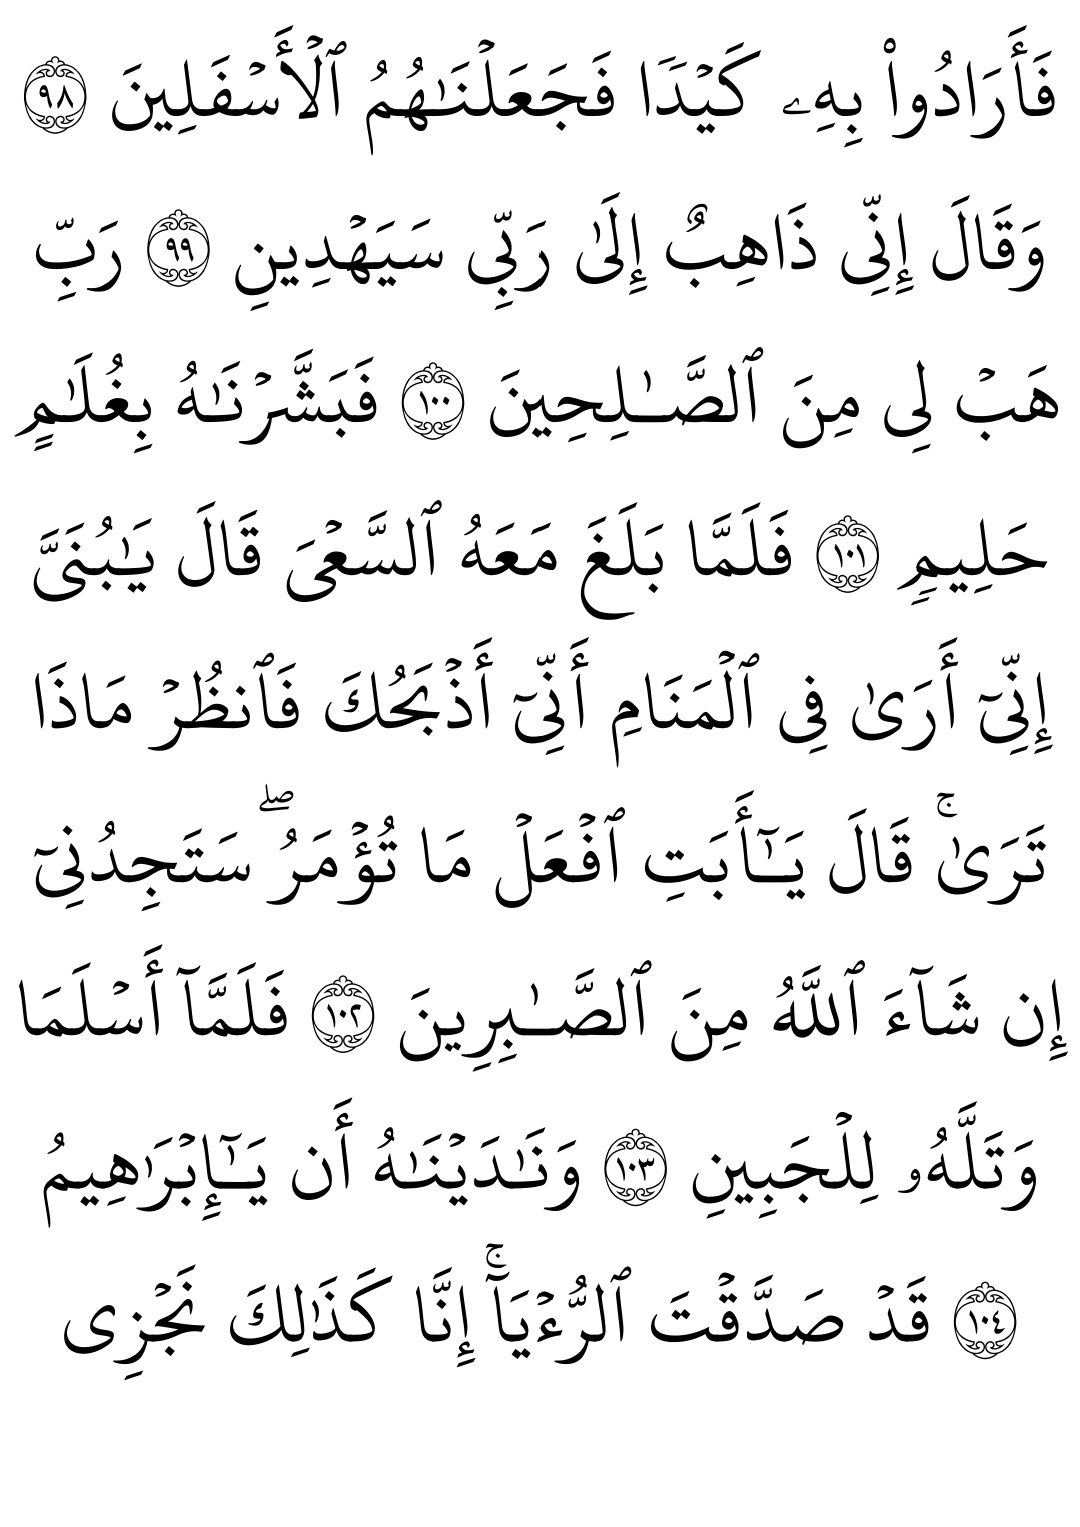 فَأَرَادُوا۟ بِهِۦ كَيْدًا فَجَعَلْنَـٰهُمُ ٱلْأَسْفَلِينَ ٩٨
وَقَالَ إِنِّى ذَاهِبٌ إِلَىٰ رَبِّى سَيَهْدِينِ ٩٩ رَبِّ
هَبْ لِى مِنَ ٱلصَّـٰلِحِينَ ١٠٠ فَبَشَّرْنَـٰهُ بِغُلَـٰمٍ
حَلِيمٍ ١٠١ فَلَمَّا بَلَغَ مَعَهُ ٱلسَّعْىَ قَالَ يَـٰبُنَىَّ
إِنِّىٓ أَرَىٰ فِى ٱلْمَنَامِ أَنِّىٓ أَذْبَحُكَ فَٱنظُرْ مَاذَا
تَرَىٰ ۚ قَالَ يَـٰٓأَبَتِ ٱفْعَلْ مَا تُؤْمَرُ ۖ سَتَجِدُنِىٓ
إِن شَآءَ ٱللَّهُ مِنَ ٱلصَّـٰبِرِينَ ١٠٢ فَلَمَّآ أَسْلَمَا
وَتَلَّهُۥ لِلْجَبِينِ ١٠٣ وَنَـٰدَيْنَـٰهُ أَن يَـٰٓإِبْرَٰهِيمُ
١٠٤ قَدْ صَدَّقْتَ ٱلرُّءْيَآ ۚ إِنَّا كَذَٰلِكَ نَجْزِى